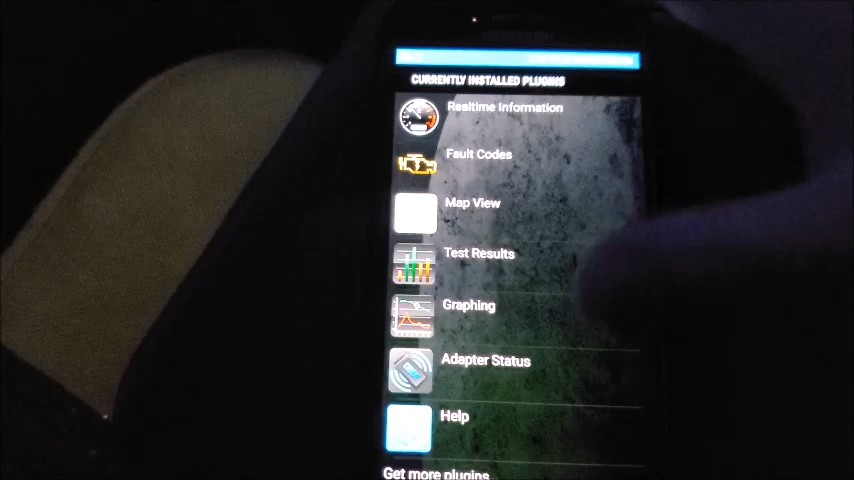 CURRENTLY INSTALLED PLUGINS
Realtime Information
Fault Codes
Map View
Test Results
Graphing
Adapter Status
Help
Get more plugins